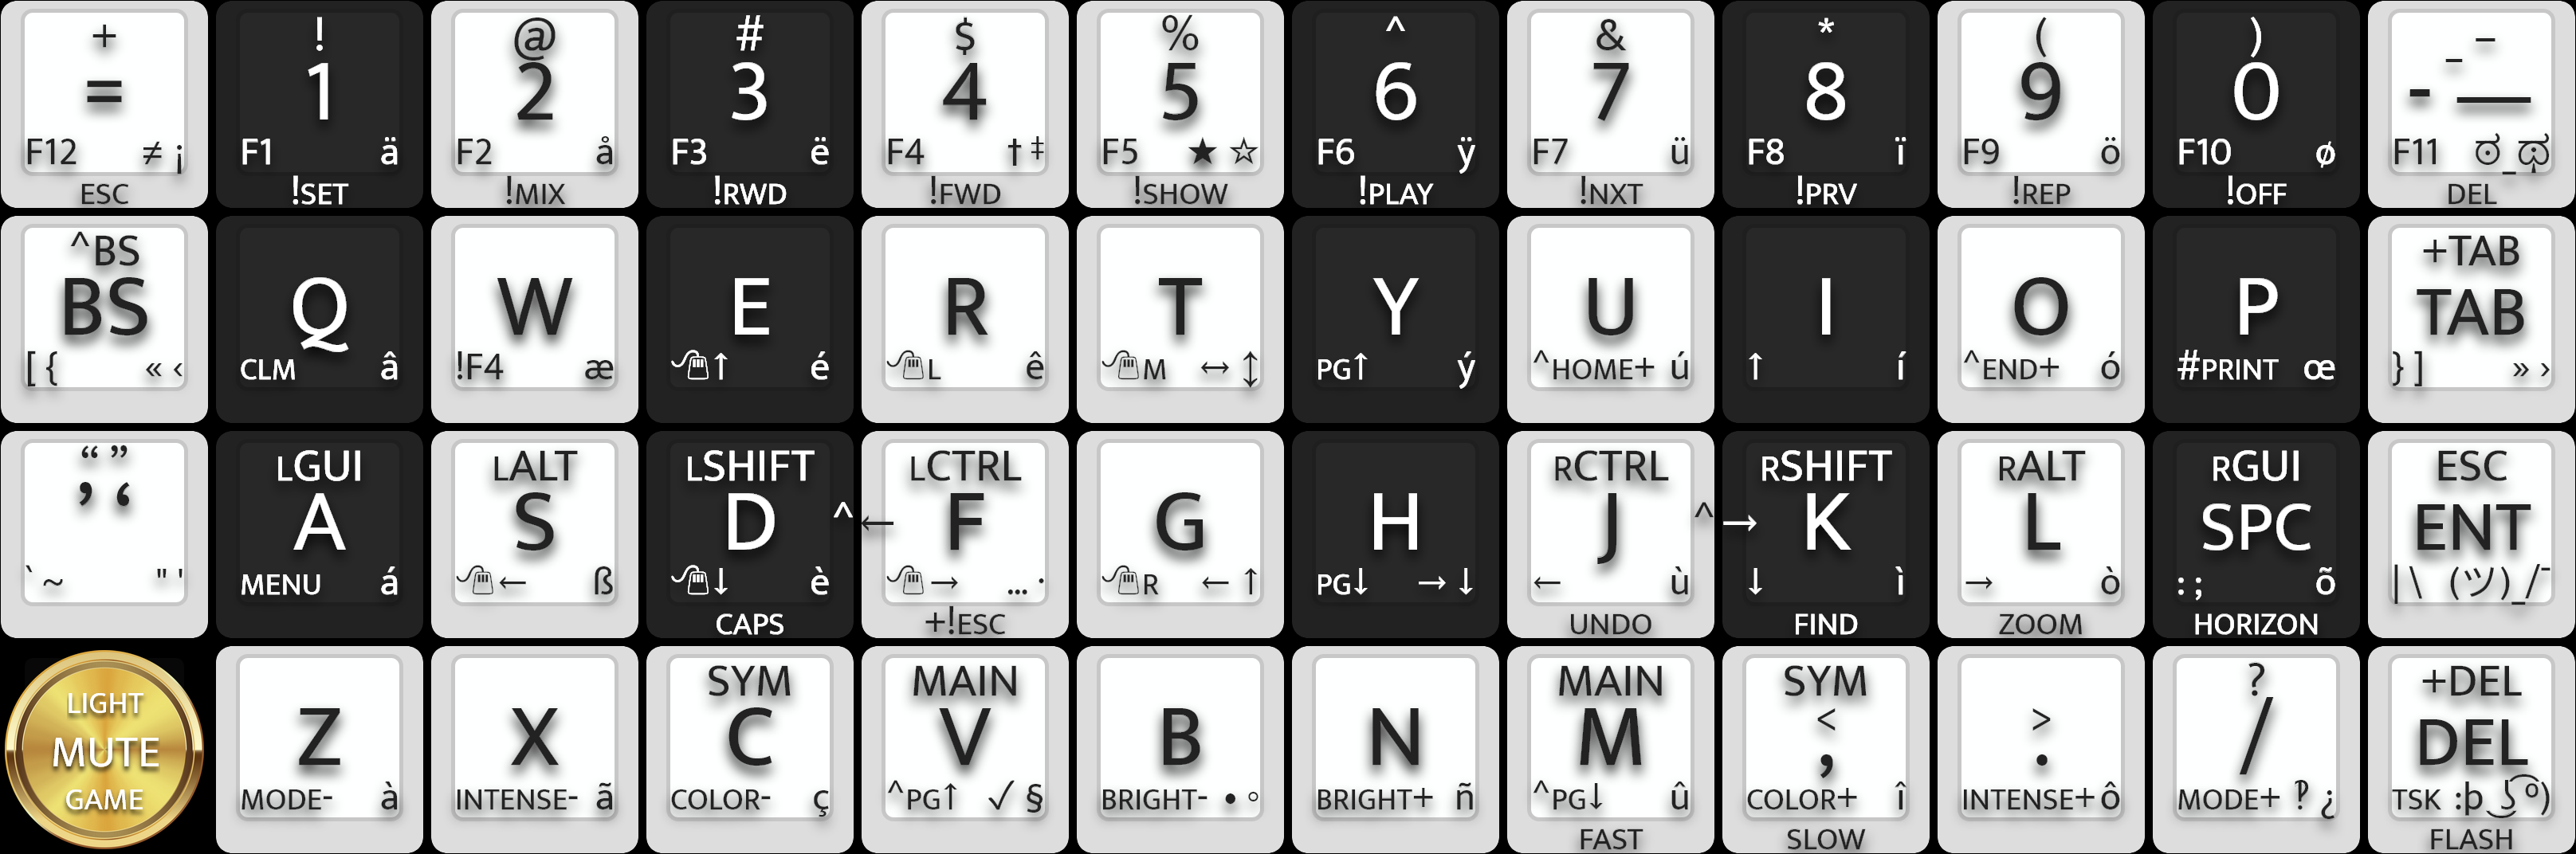 + ! @ # $ % ^ & * ( ) _ –
= 1 2 3 4 5 6 7 8 9 0 - —
F12 ≠ ¡ F1 ä F2 å F3 ë F4 † ‡ F5 ★ ☆ F6 ÿ F7 ü F8 ï F9 ö F10 ø F11
ESC !SET !MIX !RWD !FWD !SHOW !PLAY !NXT !PRV !REP !OFF DEL
^BS +TAB
BS Q W E R T Y U I O P TAB
[ { « ‹ CLM â !F4 æ ↑ é L ê M ↔ ↕ PG↑ ý ^HOME+ ú ↑ í ^END+ ó #PRINT œ } ] » ›
“ ” LGUI LALT LSHIFT LCTRL RCTRL RSHIFT RALT RGUI ESC
’ ‘ A S D ^← F G H J ^→ K L SPC ENT
` ~ " ' MENU á ← ß ↓ è → … · R ← ↑ PG↓ → ↓ ← ù ↓ ì → ò : ; õ | \ (ツ)_/¯
CAPS +!ESC UNDO FIND ZOOM HORIZON
LIGHT SYM MAIN MAIN SYM ? +DEL
< >
MUTE Z X C V B N M , . / DEL
GAME MODE- à INTENSE- ã COLOR- ç ^PG↑ ✓ § BRIGHT- • ◦ BRIGHT+ ñ ^PG↓ û COLOR+ î INTENSE+ ô MODE+ ‽ ¿ TSK :þ ͜ʖ ͡º)
FAST SLOW FLASH